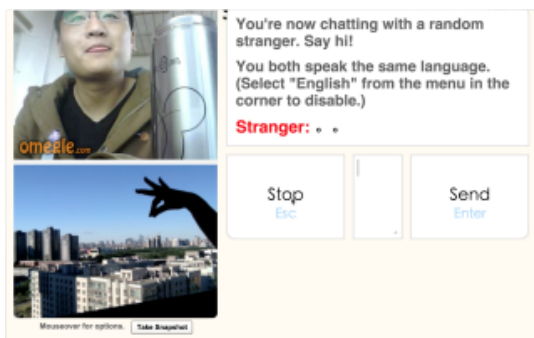 You're now chatting with a random
stranger. Say hi!
You both speak the same language.
(Select "English" from the menu in the
corner to disable.)
Stranger: 。 。
omegle.com
Stop
Esc
Send
Enter
Mouseover for options. Take Snapshot